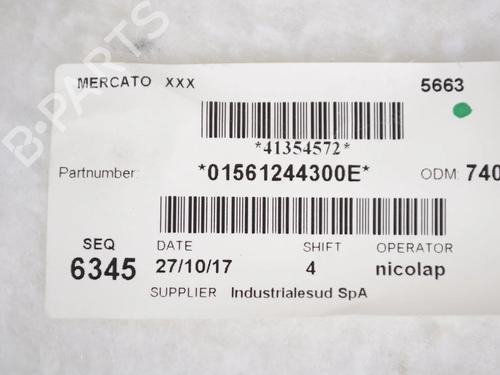 MERCATO XXX
5663
*41354572*
Partnumber: *01561244300E* ODM: 740
SEQ DATE SHIFT OPERATOR
6345 27/10/17 4 nicolap
SUPPLIER Industrialesud SpA
B-PARTS